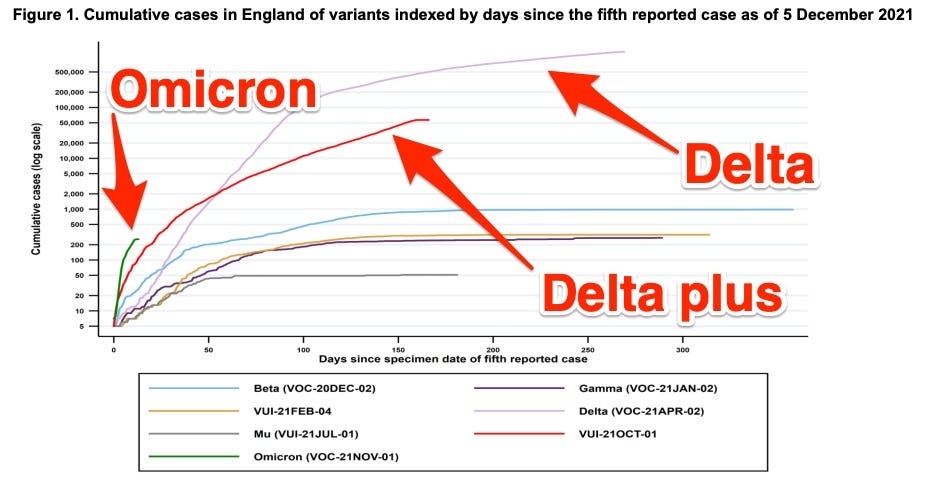 Figure 1. Cumulative cases in England of variants indexed by days since the fifth reported case as of 5 December 2021
Cumulative cases (log scale)
500,000
200,000
100,000
50,000
20,000
10,000
5,000
2,000
1,000
500
200
100
50
20
10
5
Omicron
Delta
Delta plus
0 50 100 150 200 250 300
Days since specimen date of fifth reported case
Beta (VOC-20DEC-02) Gamma (VOC-21JAN-02)
VUI-21FEB-04 Delta (VOC-21APR-02)
Mu (VUI-21JUL-01) VUI-21OCT-01
Omicron (VOC-21NOV-01)